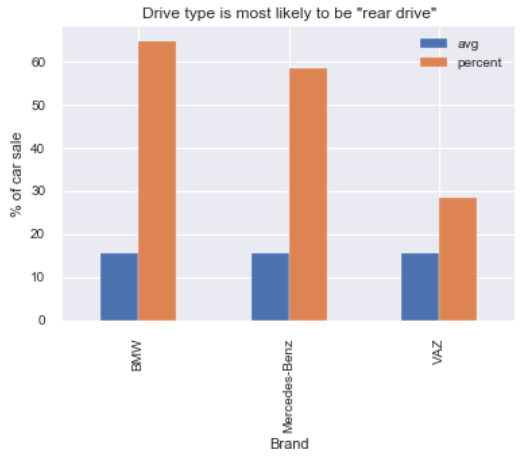 Drive type is most likely to be "rear drive"
avg
percent
% of car sale
60
50
40
30
20
10
0
BMW
Mercedes-Benz
VAZ
Brand